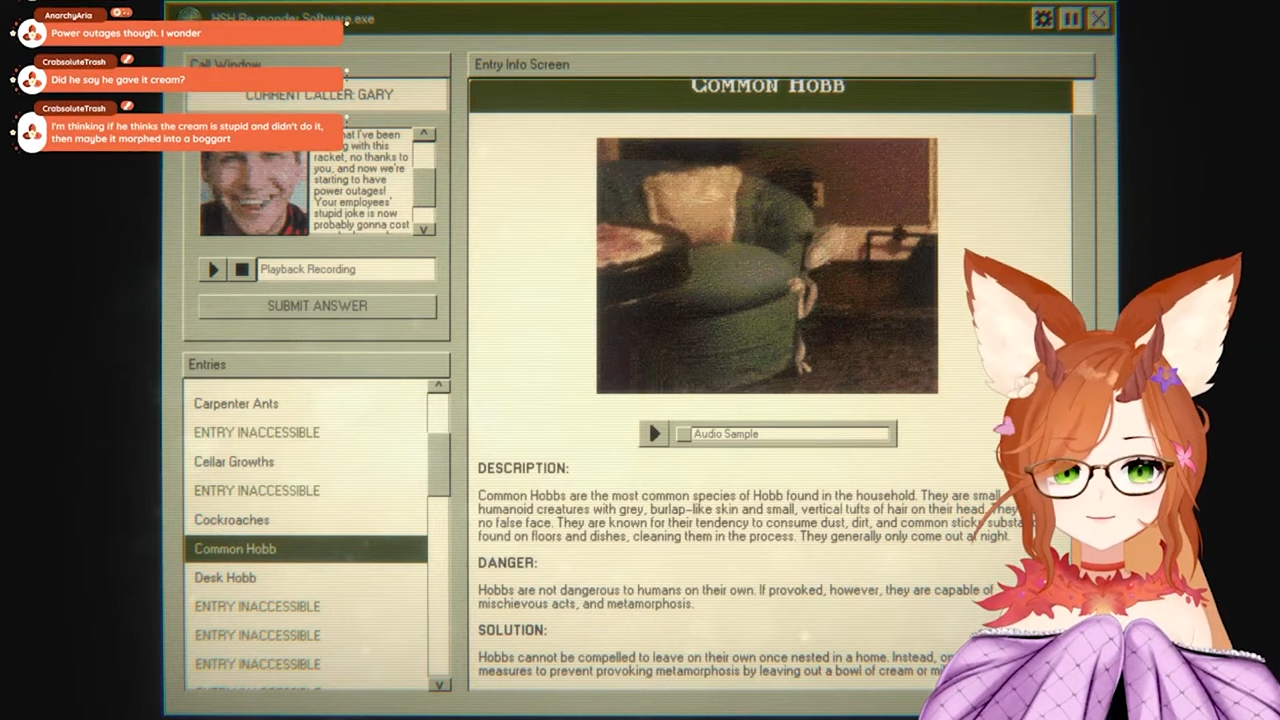 AnarchyAria
Power outages though. I wonder
CrabsoluteTrash
Did he say he gave it cream?
CrabsoluteTrash
I'm thinking if he thinks the cream is stupid and didn't do it,
then maybe it morphed into a boggart
HSH Responder Software.exe
Call Window
CURRENT CALLER: GARY
I've been
with this
racket, no thanks to
you, and now we're
starting to have
power outages!
Your employees'
stupid joke is now
probably gonna cost
Playback Recording
SUBMIT ANSWER
Entries
Carpenter Ants
ENTRY INACCESSIBLE
Cellar Growths
ENTRY INACCESSIBLE
Cockroaches
Common Hobb
Desk Hobb
ENTRY INACCESSIBLE
ENTRY INACCESSIBLE
ENTRY INACCESSIBLE
Entry Info Screen
COMMON HOBB
Audio Sample
DESCRIPTION:
Common Hobbs are the most common species of Hobb found in the household. They are small
humanoid creatures with grey, burlap-like skin and small, vertical tufts of hair on their head. They
no false face. They are known for their tendency to consume dust, dirt, and common sticky
found on floors and dishes, cleaning them in the process. They generally only come out at night.
DANGER:
Hobbs are not dangerous to humans on their own. If provoked, however, they are capable of
mischievous acts, and metamorphosis.
SOLUTION:
Hobbs cannot be compelled to leave on their own once nested in a home. Instead,
measures to prevent provoking metamorphosis by leaving out a bowl of cream or